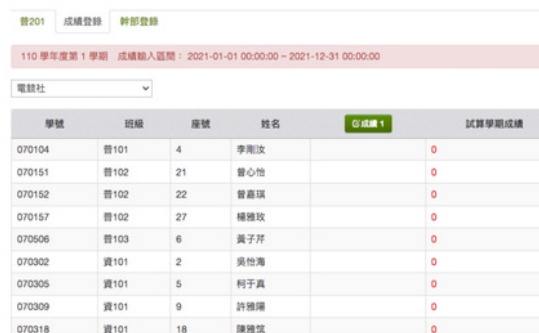 普201 成績登錄 幹部登錄
110 學年度第 1 學期 成績輸入區間： 2021-01-01 00:00:00 ~ 2021-12-31 00:00:00
電競社
學號 班級 座號 姓名 成績 1 試算學期成績
070104 普101 4 李剛汝 0
070151 普102 21 曾心怡 0
070152 普102 22 曾嘉琪 0
070157 普102 27 楊雅玫 0
070506 普103 6 黃子芹 0
070302 資101 2 吳怡海 0
070305 資101 5 柯于真 0
070309 資101 9 許雅陽 0
070318 資101 18 陳雅筑 0